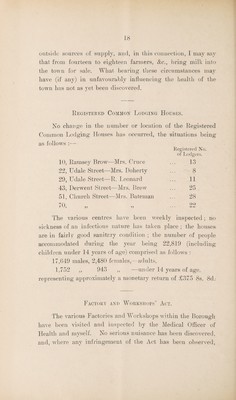 18
outside sources of supply, and, in this connection, I may say
that from fourteen to eighteen farmers, &c., bring milk into
the town for sale. What bearing these circumstances may
have (if any) in unfavourably influencing the health of the
town has not as yet been discovered.
Registered Common Lodging Houses.
No change in the number or location of the Registered
Common Lodging Houses has occurred, the situations being
as follows :—
Registered No.
of Lodgers.
10, Ramsey Brow—Mrs. Crone ... 13
22, Udale Street—Mrs. Doherty ... 8
29, Udale Street—R. Leonard ... 11
43, Derwent Street—Mrs. Braw ... 25
51, Church Street—Mrs. Bateman ... 28
70, „ „ ... 22
The various centres have been weekly inspected; no
sickness of an infectious nature has taken place ; the houses
are in fairly good sanitary condition ; the number of people
accomodated during the year being 22,819 (including
children under 14 years of age) comprised as follows :
17,649 males, 2,480 females,—adults.
1,752 „ 943 „ —under 14 years of age.
representing approximately a monetary return of £375 8s. 8d.
Factory and Workshops' Act.
The various Factories and Workshops within the Borough
have been visited and inspected by the Medical Officer of
Health and myself. No serious nuisance has been discovered,
and, where any infringement of the Act has been observed,